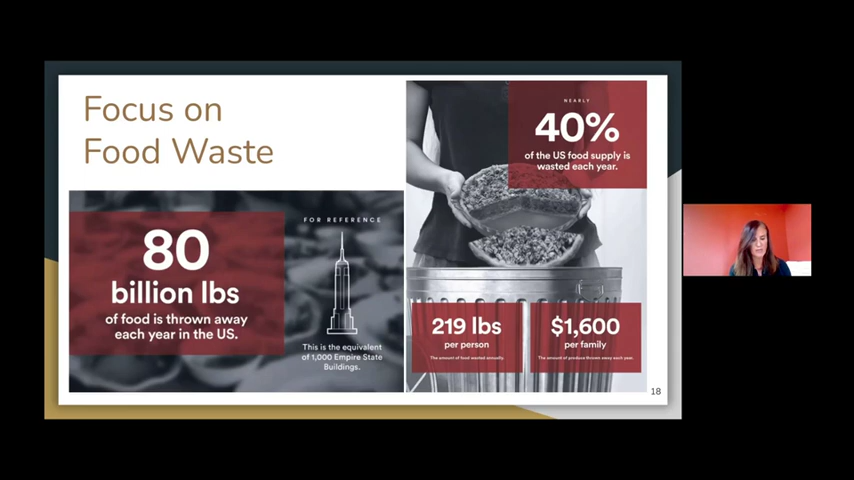 Focus on
Food Waste
80
billion lbs
of food is thrown away
each year in the US.
FOR REFERENCE
This is the equivalent
of 1,000 Empire State
Buildings.
NEARLY
40%
of the US food supply is
wasted each year.
219 lbs
per person
The amount of food wasted annually.
$1,600
per family
The amount of produce thrown away each year.
18